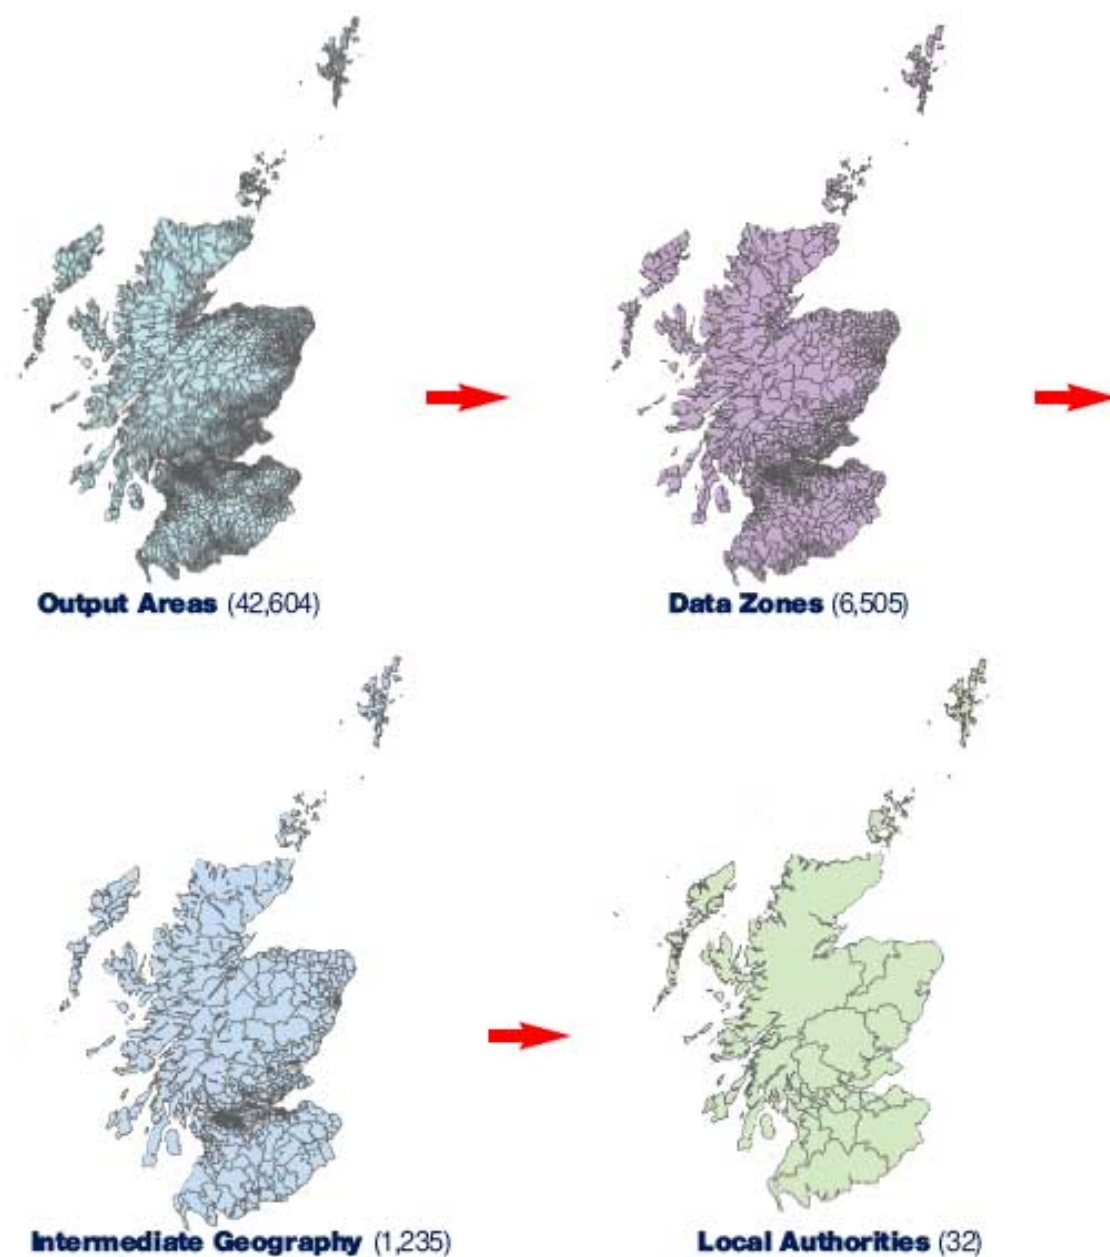 Output Areas (42,604)
Data Zones (6,505)
Intermediate Geography (1,235)
Local Authorities (32)